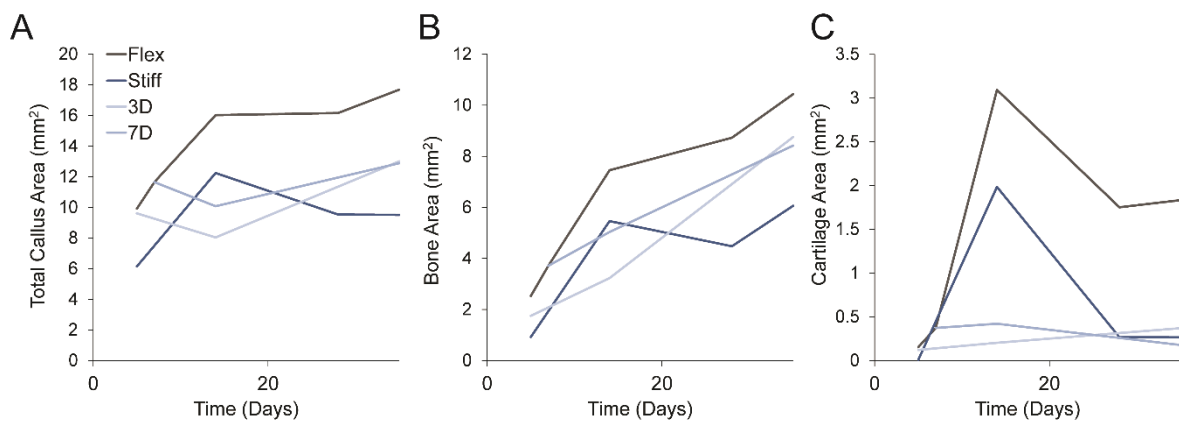 A
Total Callus Area (mm²)
20
18
16
14
12
10
8
6
4
2
0
Flex
Stiff
3D
7D
0
20
Time (Days)
B
Bone Area (mm²)
12
10
8
6
4
2
0
0
20
Time (Days)
C
Cartilage Area (mm²)
3.5
3
2.5
2
1.5
1
0.5
0
0
20
Time (Days)